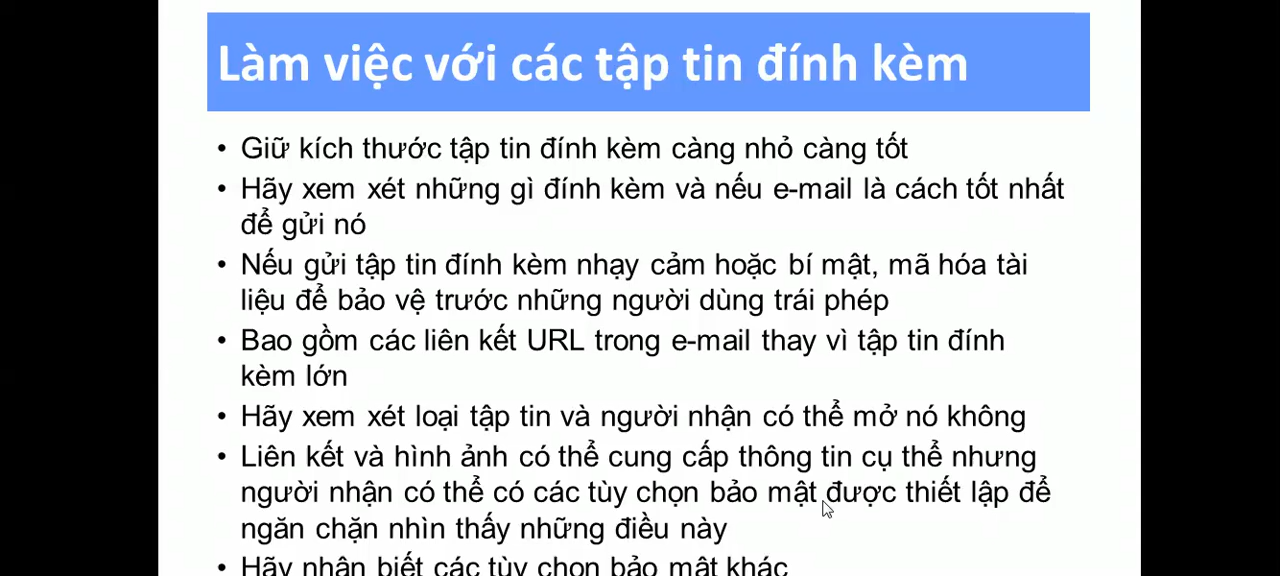 Làm việc với các tập tin đính kèm
• Giữ kích thước tập tin đính kèm càng nhỏ càng tốt
• Hãy xem xét những gì đính kèm và nếu e-mail là cách tốt nhất
để gửi nó
• Nếu gửi tập tin đính kèm nhạy cảm hoặc bí mật, mã hóa tài
liệu để bảo vệ trước những người dùng trái phép
• Bao gồm các liên kết URL trong e-mail thay vì tập tin đính
kèm lớn
• Hãy xem xét loại tập tin và người nhận có thể mở nó không
• Liên kết và hình ảnh có thể cung cấp thông tin cụ thể nhưng
người nhận có thể có các tùy chọn bảo mật được thiết lập để
ngăn chặn nhìn thấy những điều này
• Hãy nhận biết các tùy chọn bảo mật khác